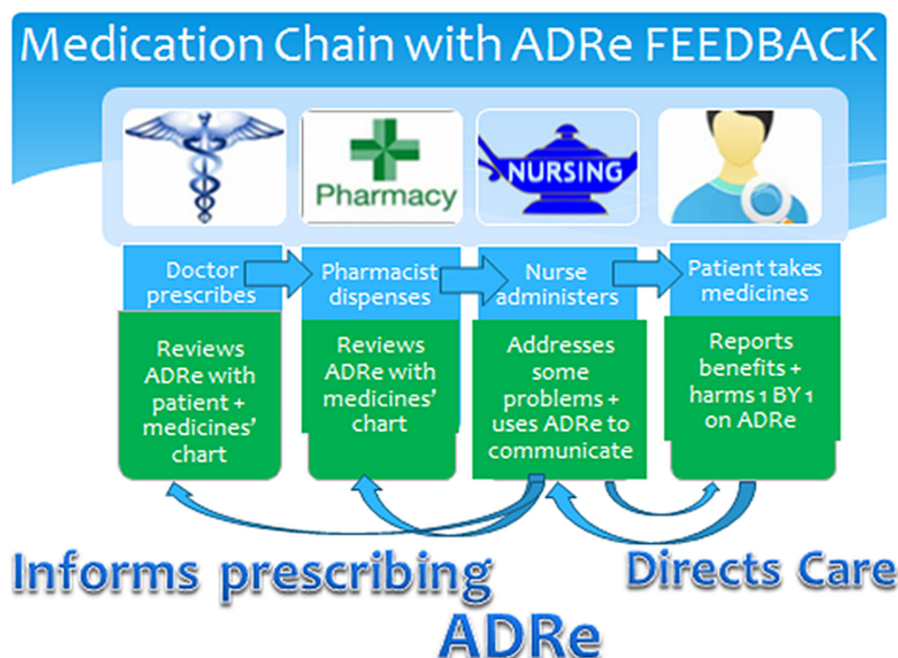 Medication Chain with ADRe FEEDBACK
Pharmacy
NURSING
Doctor
prescribes
Pharmacist
dispenses
Nurse
administers
Patient takes
medicines
Reviews
ADRe with
patient +
medicines'
chart
Reviews
ADRe with
medicines'
chart
Addresses
some
problems +
uses ADRe to
communicate
Reports
benefits +
harms 1 BY 1
on ADRe
Informs prescribing
Directs Care
ADRe